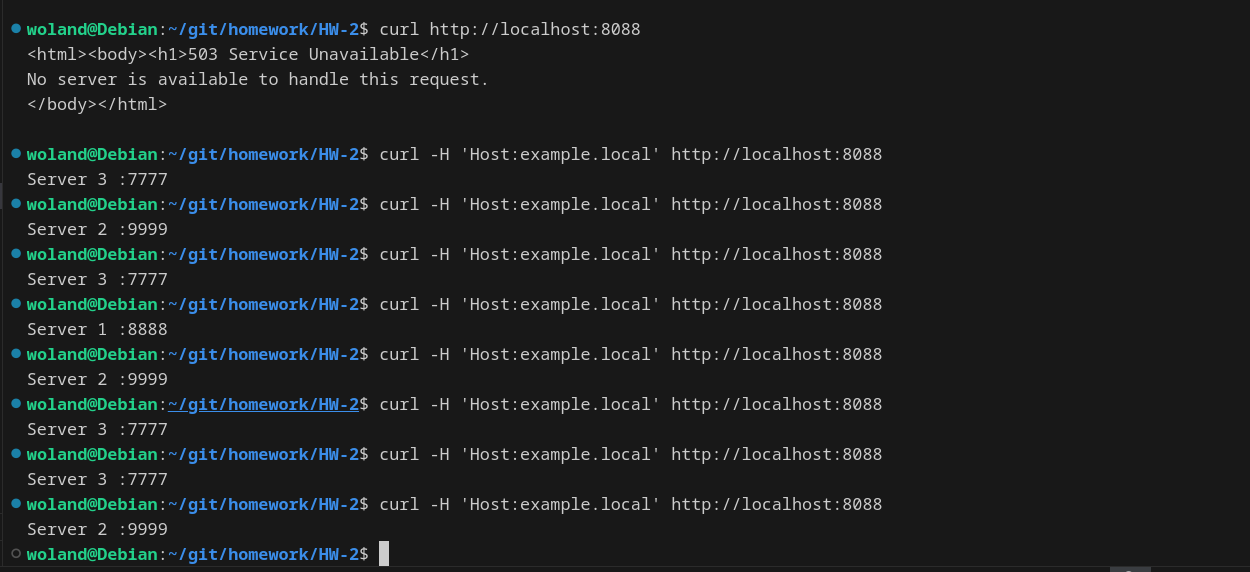 woland@Debian:~/git/homework/HW-2$ curl http://localhost:8088
<html><body><h1>503 Service Unavailable</h1>
No server is available to handle this request.
</body></html>
woland@Debian:~/git/homework/HW-2$ curl -H 'Host:example.local' http://localhost:8088
Server 3 :7777
woland@Debian:~/git/homework/HW-2$ curl -H 'Host:example.local' http://localhost:8088
Server 2 :9999
woland@Debian:~/git/homework/HW-2$ curl -H 'Host:example.local' http://localhost:8088
Server 3 :7777
woland@Debian:~/git/homework/HW-2$ curl -H 'Host:example.local' http://localhost:8088
Server 1 :8888
woland@Debian:~/git/homework/HW-2$ curl -H 'Host:example.local' http://localhost:8088
Server 2 :9999
woland@Debian:~/git/homework/HW-2$ curl -H 'Host:example.local' http://localhost:8088
Server 3 :7777
woland@Debian:~/git/homework/HW-2$ curl -H 'Host:example.local' http://localhost:8088
Server 3 :7777
woland@Debian:~/git/homework/HW-2$ curl -H 'Host:example.local' http://localhost:8088
Server 2 :9999
woland@Debian:~/git/homework/HW-2$